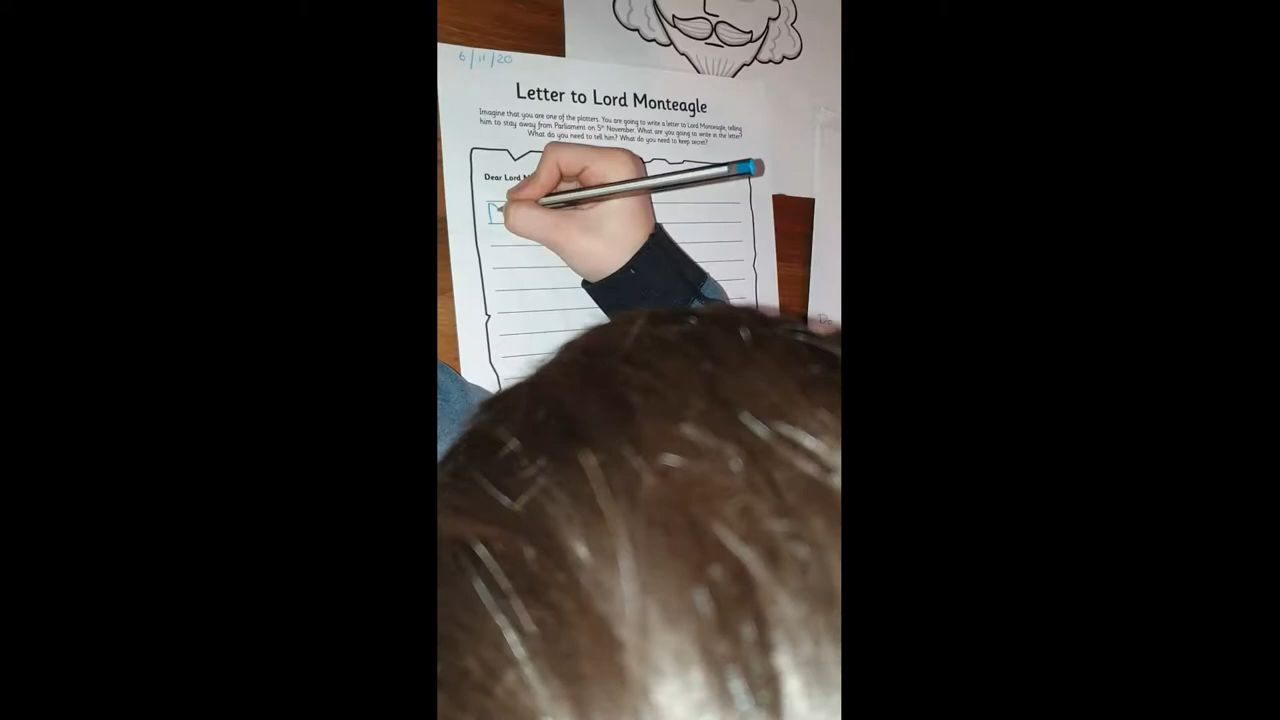 6/11/20
Letter to Lord Monteagle
Imagine that you are one of the plotters. You are going to write a letter to Lord Monteagle, telling
him to stay away from Parliament on 5th November. What are you going to write in the letter?
What do you need to tell him? What do you need to keep secret?
Dear Lord